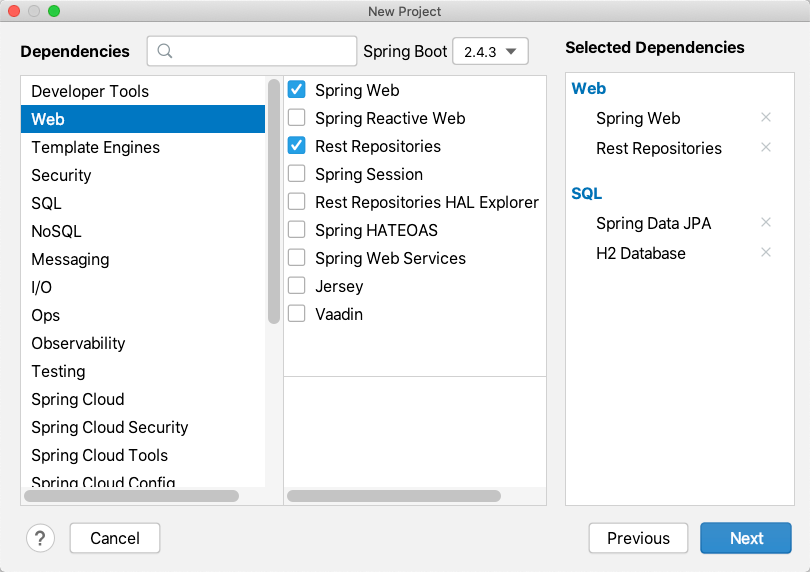 New Project
Dependencies
Spring Boot 2.4.3
Selected Dependencies
Developer Tools
Web
Template Engines
Security
SQL
NoSQL
Messaging
I/O
Ops
Observability
Testing
Spring Cloud
Spring Cloud Security
Spring Cloud Tools
Spring Cloud Config
Spring Web
Spring Reactive Web
Rest Repositories
Spring Session
Rest Repositories HAL Explorer
Spring HATEOAS
Spring Web Services
Jersey
Vaadin
Web
Spring Web
Rest Repositories
SQL
Spring Data JPA
H2 Database
?
Cancel
Previous
Next